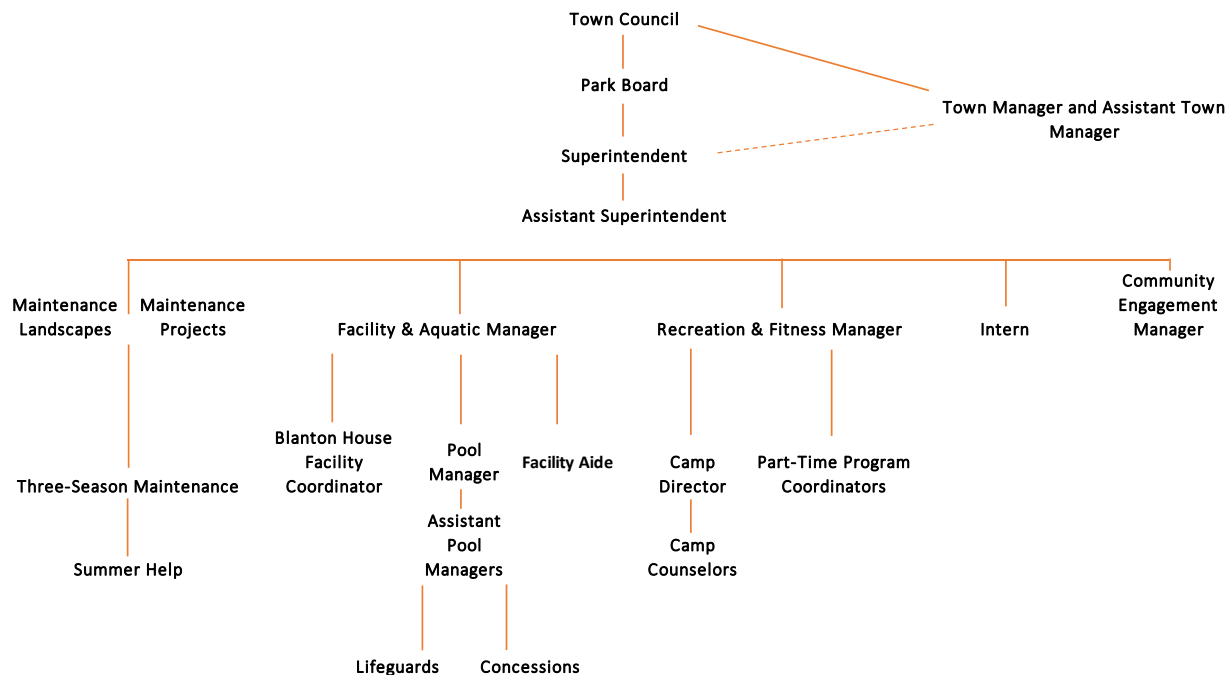 Town Council
Park Board
Town Manager and Assistant Town
Manager
Superintendent
Assistant Superintendent
Maintenance
Landscapes
Maintenance
Projects
Facility & Aquatic Manager
Recreation & Fitness Manager
Intern
Community
Engagement
Manager
Three-Season Maintenance
Summer Help
Blanton House
Facility
Coordinator
Pool
Manager
Assistant
Pool
Managers
Lifeguards
Concessions
Facility Aide
Camp
Director
Camp
Counselors
Part-Time Program
Coordinators